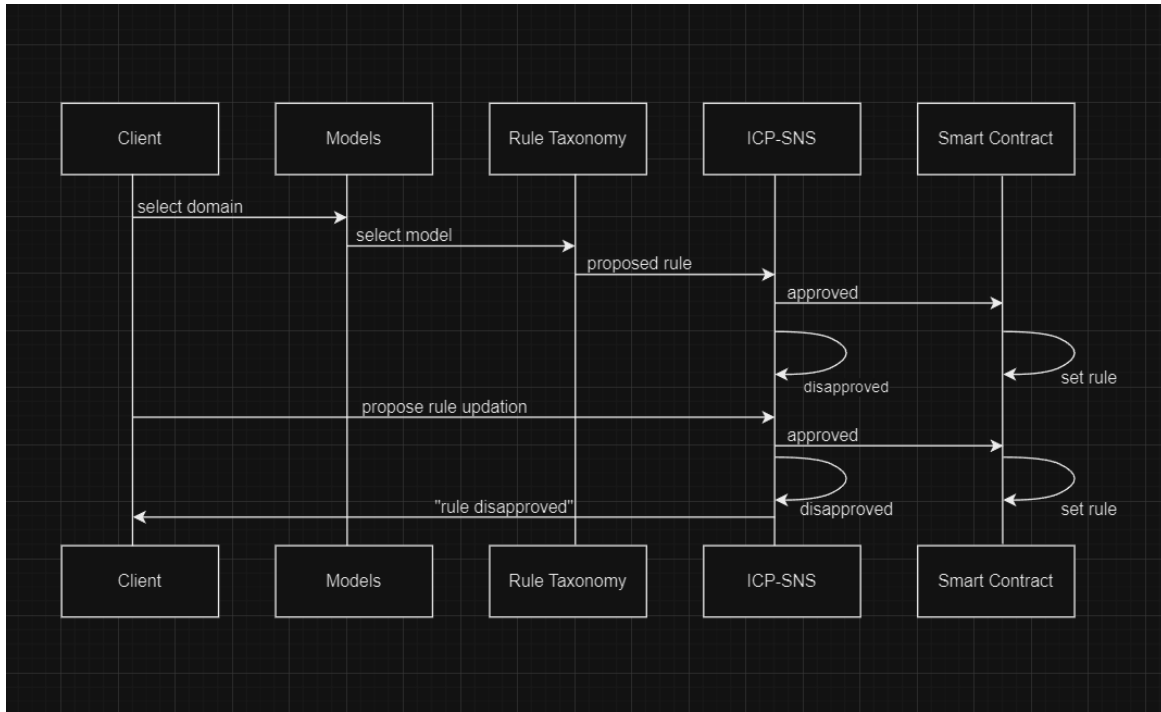 Client
Models
Rule Taxonomy
ICP-SNS
Smart Contract
select domain
select model
proposed rule
approved
disapproved
set rule
propose rule updation
approved
disapproved
set rule
"rule disapproved"
Client
Models
Rule Taxonomy
ICP-SNS
Smart Contract